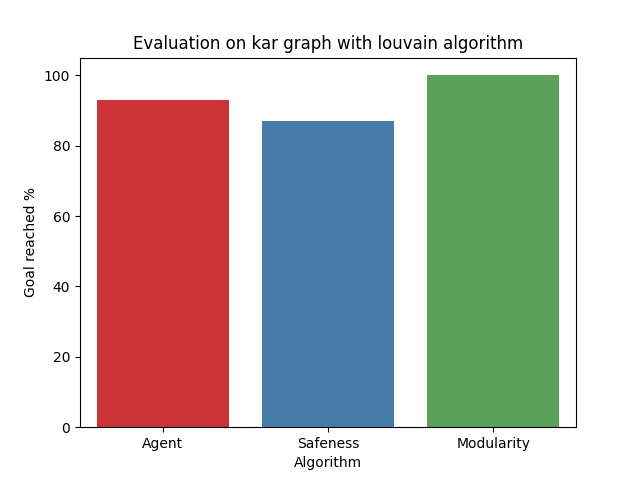 Evaluation on kar graph with louvain algorithm
Goal reached %
100
80
60
40
20
0
Agent
Safeness
Modularity
Algorithm